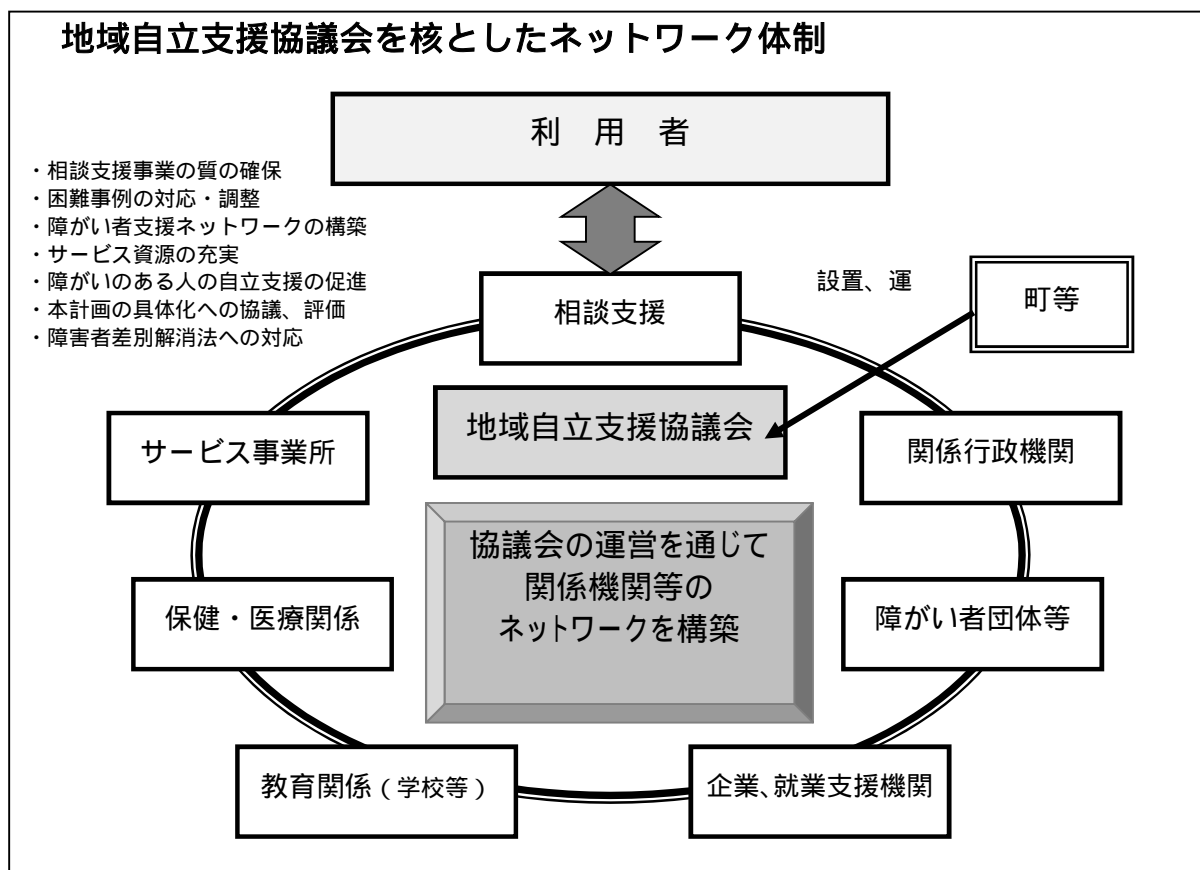 地域自立支援協議会を核としたネットワーク体制
利　用　者
・相談支援事業の質の確保
・困難事例の対応・調整
・障がい者支援ネットワークの構築
・サービス資源の充実
・障がいのある人の自立支援の促進
・本計画の具体化への協議、評価
・障害者差別解消法への対応
相談支援
設置、運
町等
地域自立支援協議会
サービス事業所
関係行政機関
協議会の運営を通じて
関係機関等の
ネットワークを構築
保健・医療関係
障がい者団体等
教育関係（学校等）
企業、就業支援機関